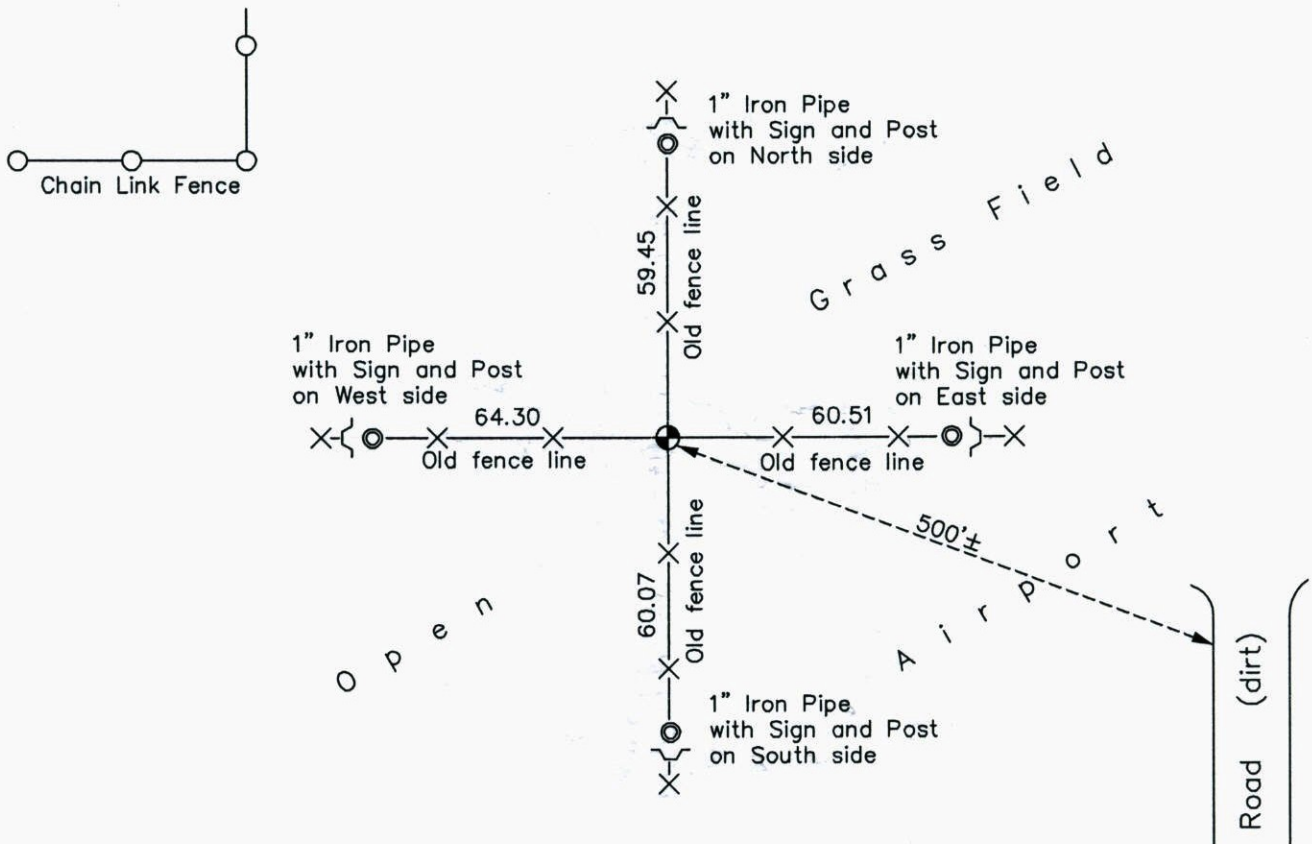 1" Iron Pipe
with Sign and Post
on North side
Chain Link Fence
Open Grass Field
59.45
Old fence line
1" Iron Pipe
with Sign and Post
on West side
1" Iron Pipe
with Sign and Post
on East side
64.30
60.51
Old fence line
Old fence line
500'±
Airport
60.07
Old fence line
1" Iron Pipe
with Sign and Post
on South side
Road (dirt)